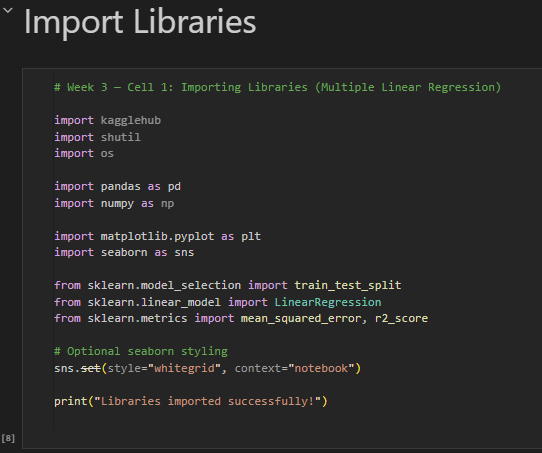 Import Libraries
# Week 3 — Cell 1: Importing Libraries (Multiple Linear Regression)
import kagglehub
import shutil
import os
import pandas as pd
import numpy as np
import matplotlib.pyplot as plt
import seaborn as sns
from sklearn.model_selection import train_test_split
from sklearn.linear_model import LinearRegression
from sklearn.metrics import mean_squared_error, r2_score
# Optional seaborn styling
sns.set(style="whitegrid", context="notebook")
print("Libraries imported successfully!")
[8]